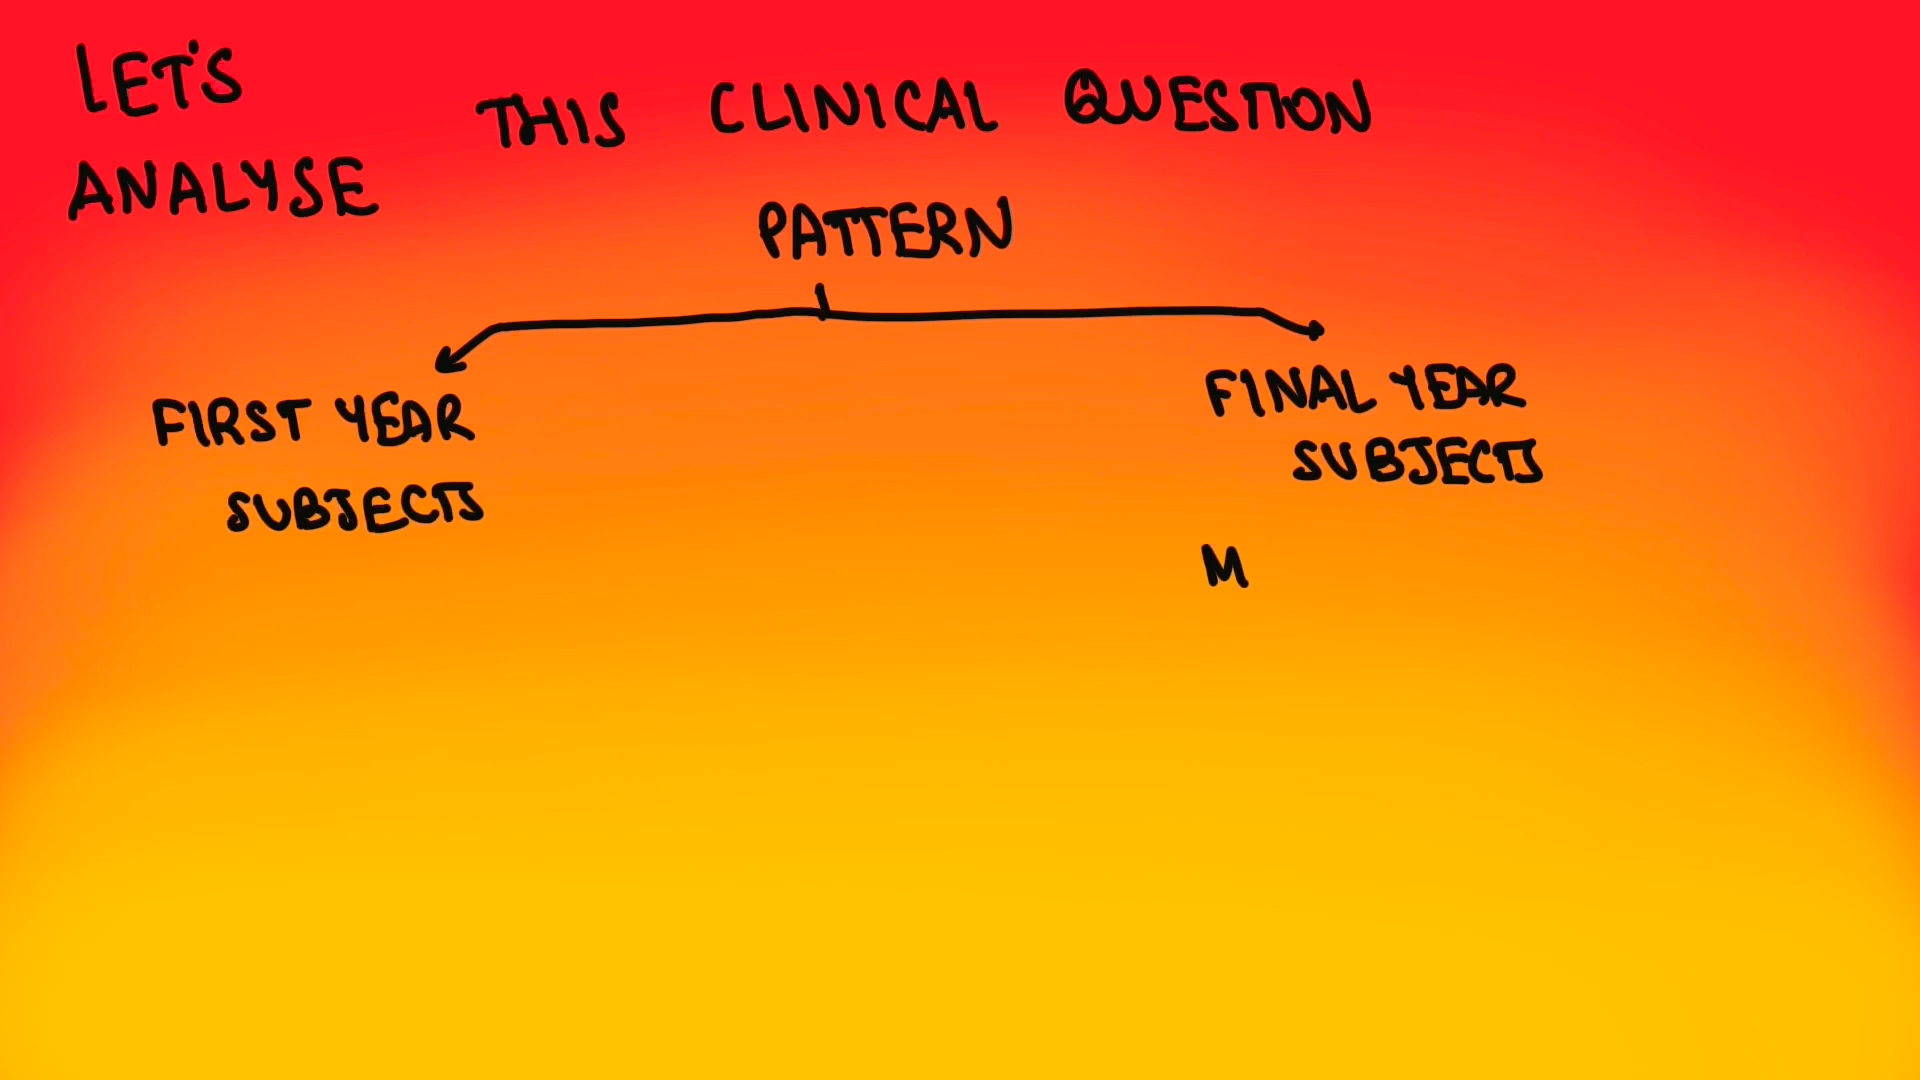 LET'S
ANALYSE
THIS CLINICAL QUESTION
PATTERN
FIRST YEAR
SUBJECTS
FINAL YEAR
SUBJECTS
M